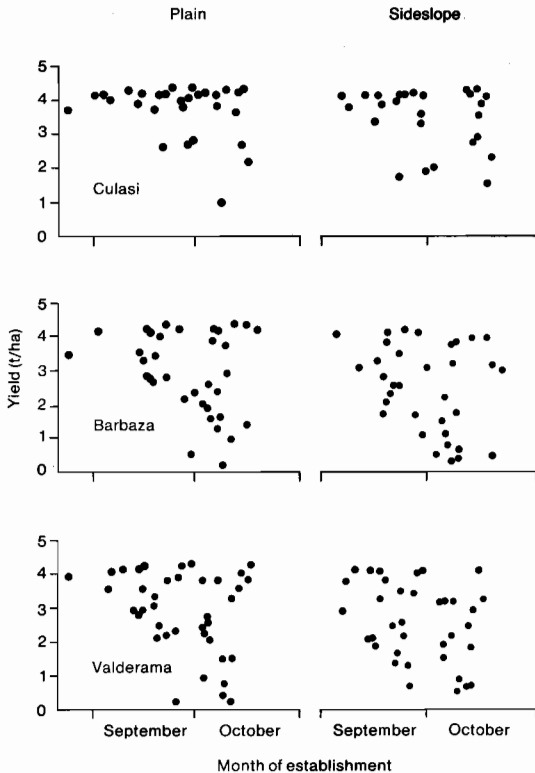 Plain Sideslope
5
4
3
2
1
0
Culasi
5
4
3
2
1
0
Barbaza
Yield (t/ha)
5
4
3
2
1
0
Valderama
September October September October
Month of establishment